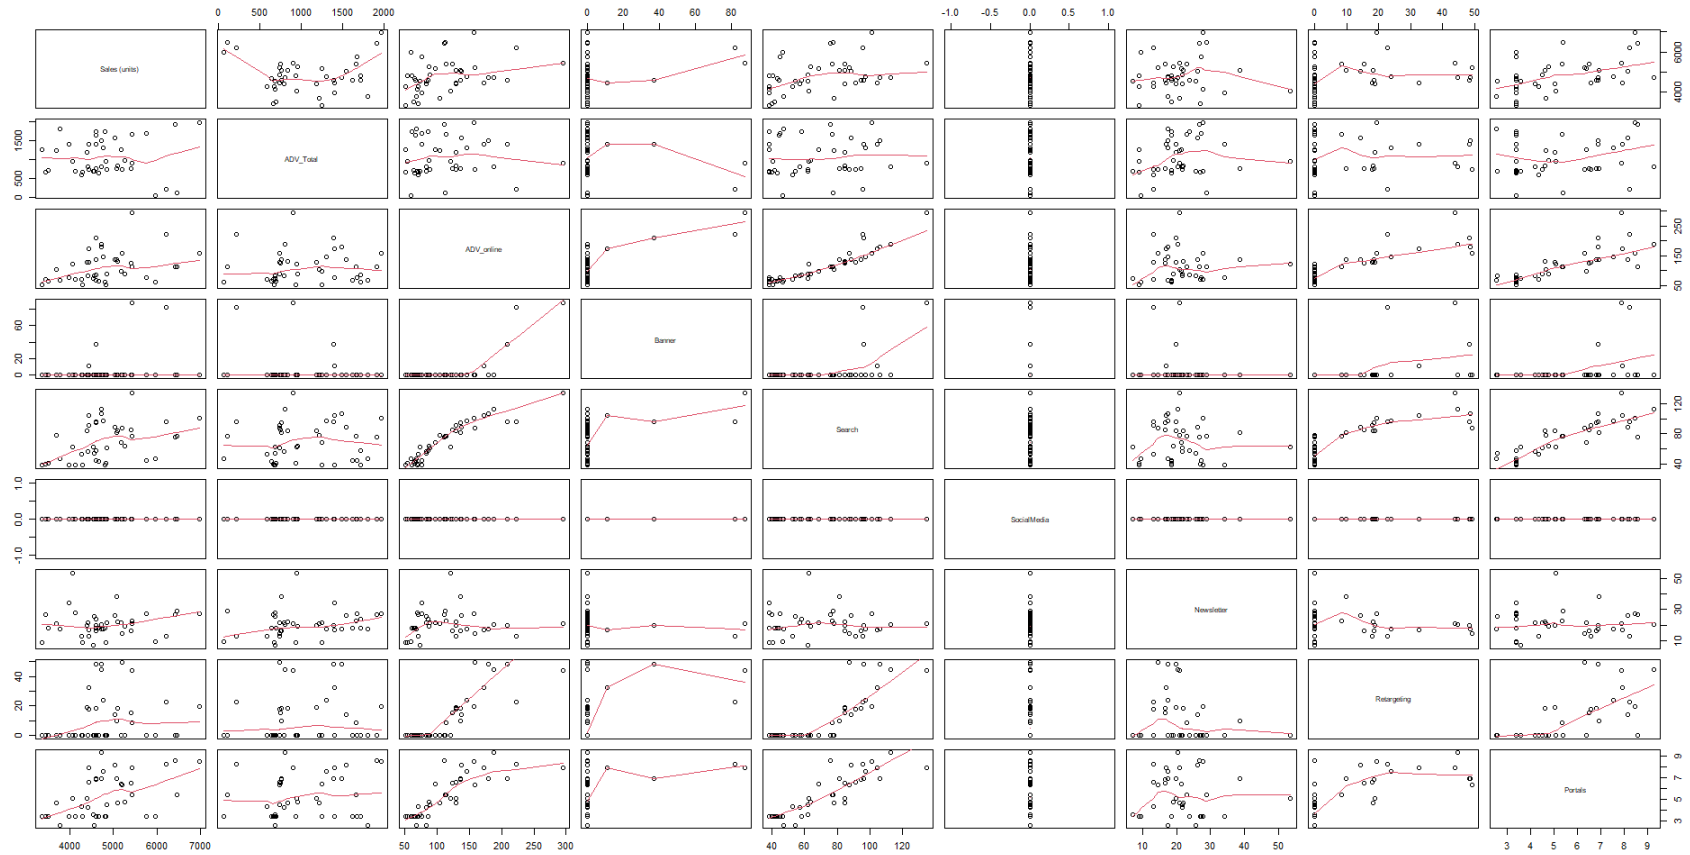 0 500 1000 2000
0 20 40 60 80
-1.0 -0.5 0.0 0.5 1.0
0 10 20 30 40 50
Sales (units)
4000 5000 6000
0 500 1500
ADV_Total
ADV_online
50 150 250
0 20 60
Banner
Search
40 80 120
-1.0 0.0 1.0
SocialMedia
Newsletter
10 30 50
0 20 40
Retargeting
Portals
3 5 7 9
4000 5000 6000 7000
50 100 150 200 250 300
40 60 80 100 120
10 20 30 40 50
3 4 5 6 7 8 9